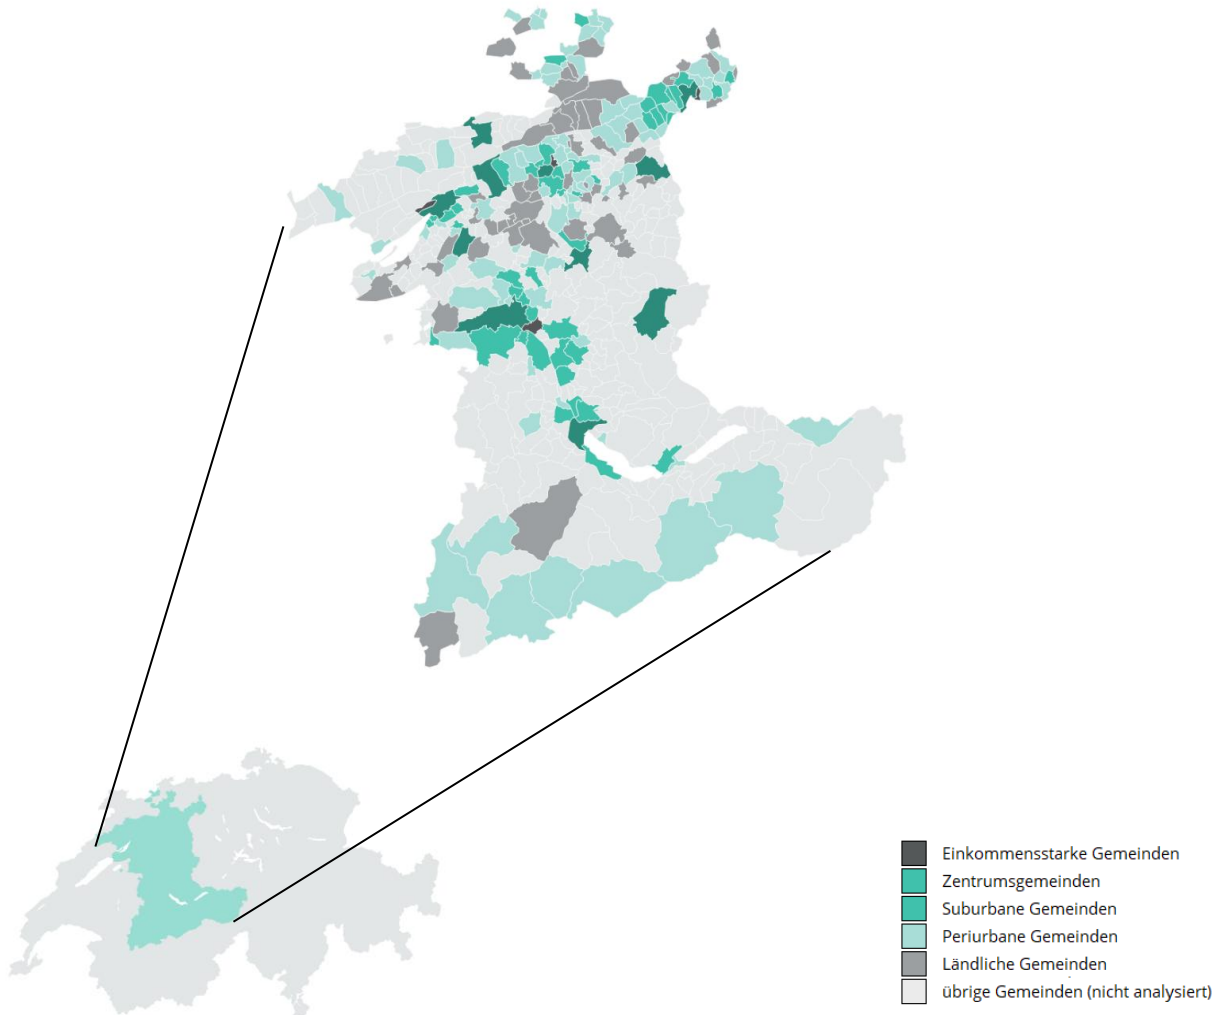 Einkommensstarke Gemeinden
Zentrumsgemeinden
Suburbane Gemeinden
Periurbane Gemeinden
Ländliche Gemeinden
übrige Gemeinden (nicht analysiert)